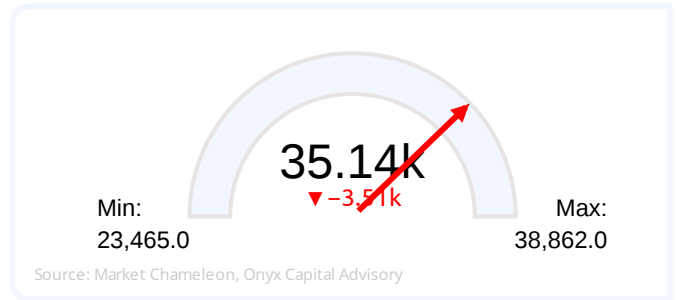 35.14k
▼−3.51k
Min:
23,465.0
Max:
38,862.0
Source: Market Chameleon, Onyx Capital Advisory